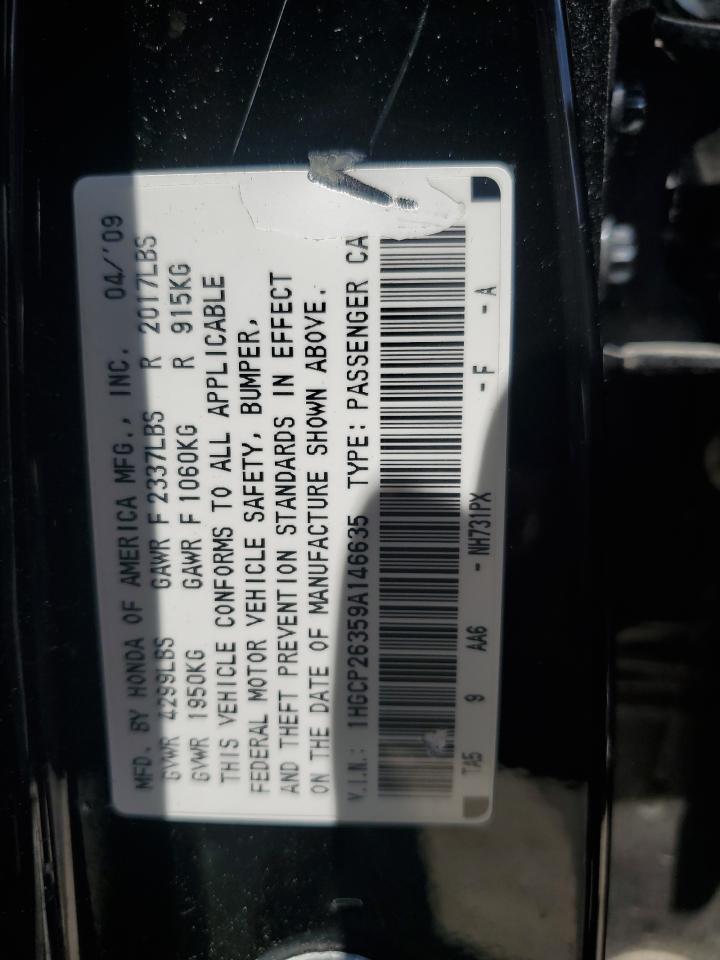 MFD. BY HONDA OF AMERICA MFG., INC. 04/'09
GVWR 4299LBS GAWR F 2337LBS R 2017LBS
GVWR 1950KG GAWR F 1060KG R 915KG
THIS VEHICLE CONFORMS TO ALL APPLICABLE
FEDERAL MOTOR VEHICLE SAFETY, BUMPER,
AND THEFT PREVENTION STANDARDS IN EFFECT
ON THE DATE OF MANUFACTURE SHOWN ABOVE.
V.I.N.: 1HGCP26359A146635 TYPE: PASSENGER CA
TA5 9 AA6 - NH731PX - F - A